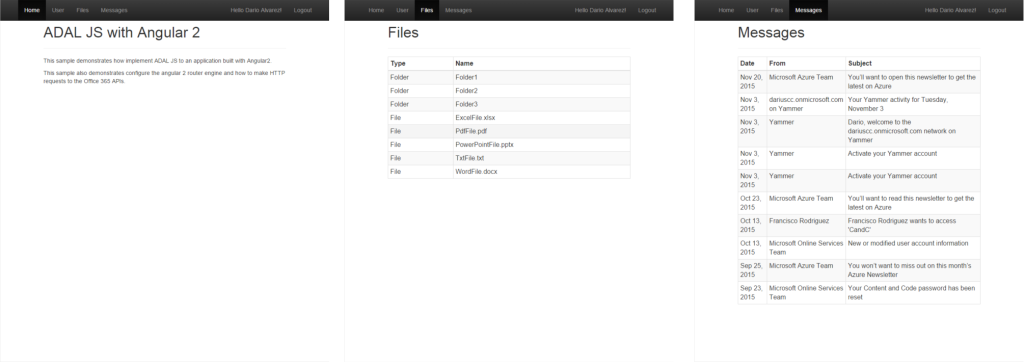 Home User Files Messages Hello Dario Alvarez! Logout
ADAL JS with Angular 2
This sample demonstrates how implement ADAL JS to an application built with Angular2.
This sample also demonstrates configure the angular 2 router engine and how to make HTTP
requests to the Office 365 APIs.
Home User Files Messages Hello Dario Alvarez! Logout
Files
Type Name
Folder Folder1
Folder Folder2
Folder Folder3
File ExcelFile.xlsx
File PdfFile.pdf
File PowerPointFile.pptx
File TxtFile.txt
File WordFile.docx
Home User Files Messages Hello Dario Alvarez! Logout
Messages
Date From Subject
Nov 20, Microsoft Azure Team You'll want to open this newsletter to get the
2015 latest on Azure
Nov 3, dariuscc.onmicrosoft.com Your Yammer activity for Tuesday,
2015 on Yammer November 3
Nov 3, Yammer Dario, welcome to the
2015 dariuscc.onmicrosoft.com network on
Yammer
Nov 3, Yammer Activate your Yammer account
2015
Nov 3, Yammer Activate your Yammer account
2015
Oct 23, Microsoft Azure Team You'll want to read this newsletter to get the
2015 latest on Azure
Oct 13, Francisco Rodriguez Francisco Rodriguez wants to access
2015 'CandC'
Oct 13, Microsoft Online Services New or modified user account information
2015 Team
Sep 25, Microsoft Azure Team You won't want to miss out on this month's
2015 Azure Newsletter
Sep 23, Microsoft Online Services Your Content and Code password has been
2015 Team reset